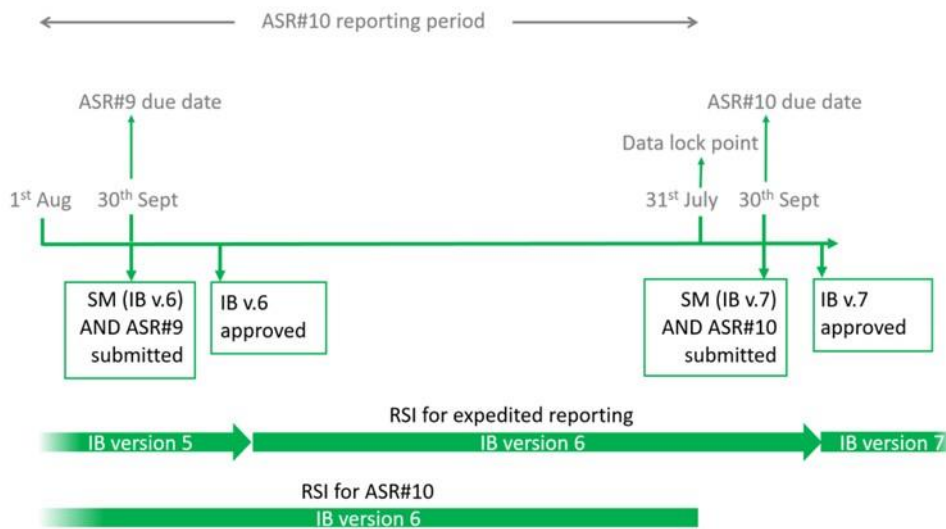 ASR#10 reporting period
ASR#9 due date
ASR#10 due date
Data lock point
1st Aug
30th Sept
31st July
30th Sept
SM (IB v.6)
AND ASR#9
submitted
IB v.6
approved
SM (IB v.7)
AND ASR#10
submitted
IB v.7
approved
RSI for expedited reporting
IB version 5
IB version 6
IB version 7
RSI for ASR#10
IB version 6